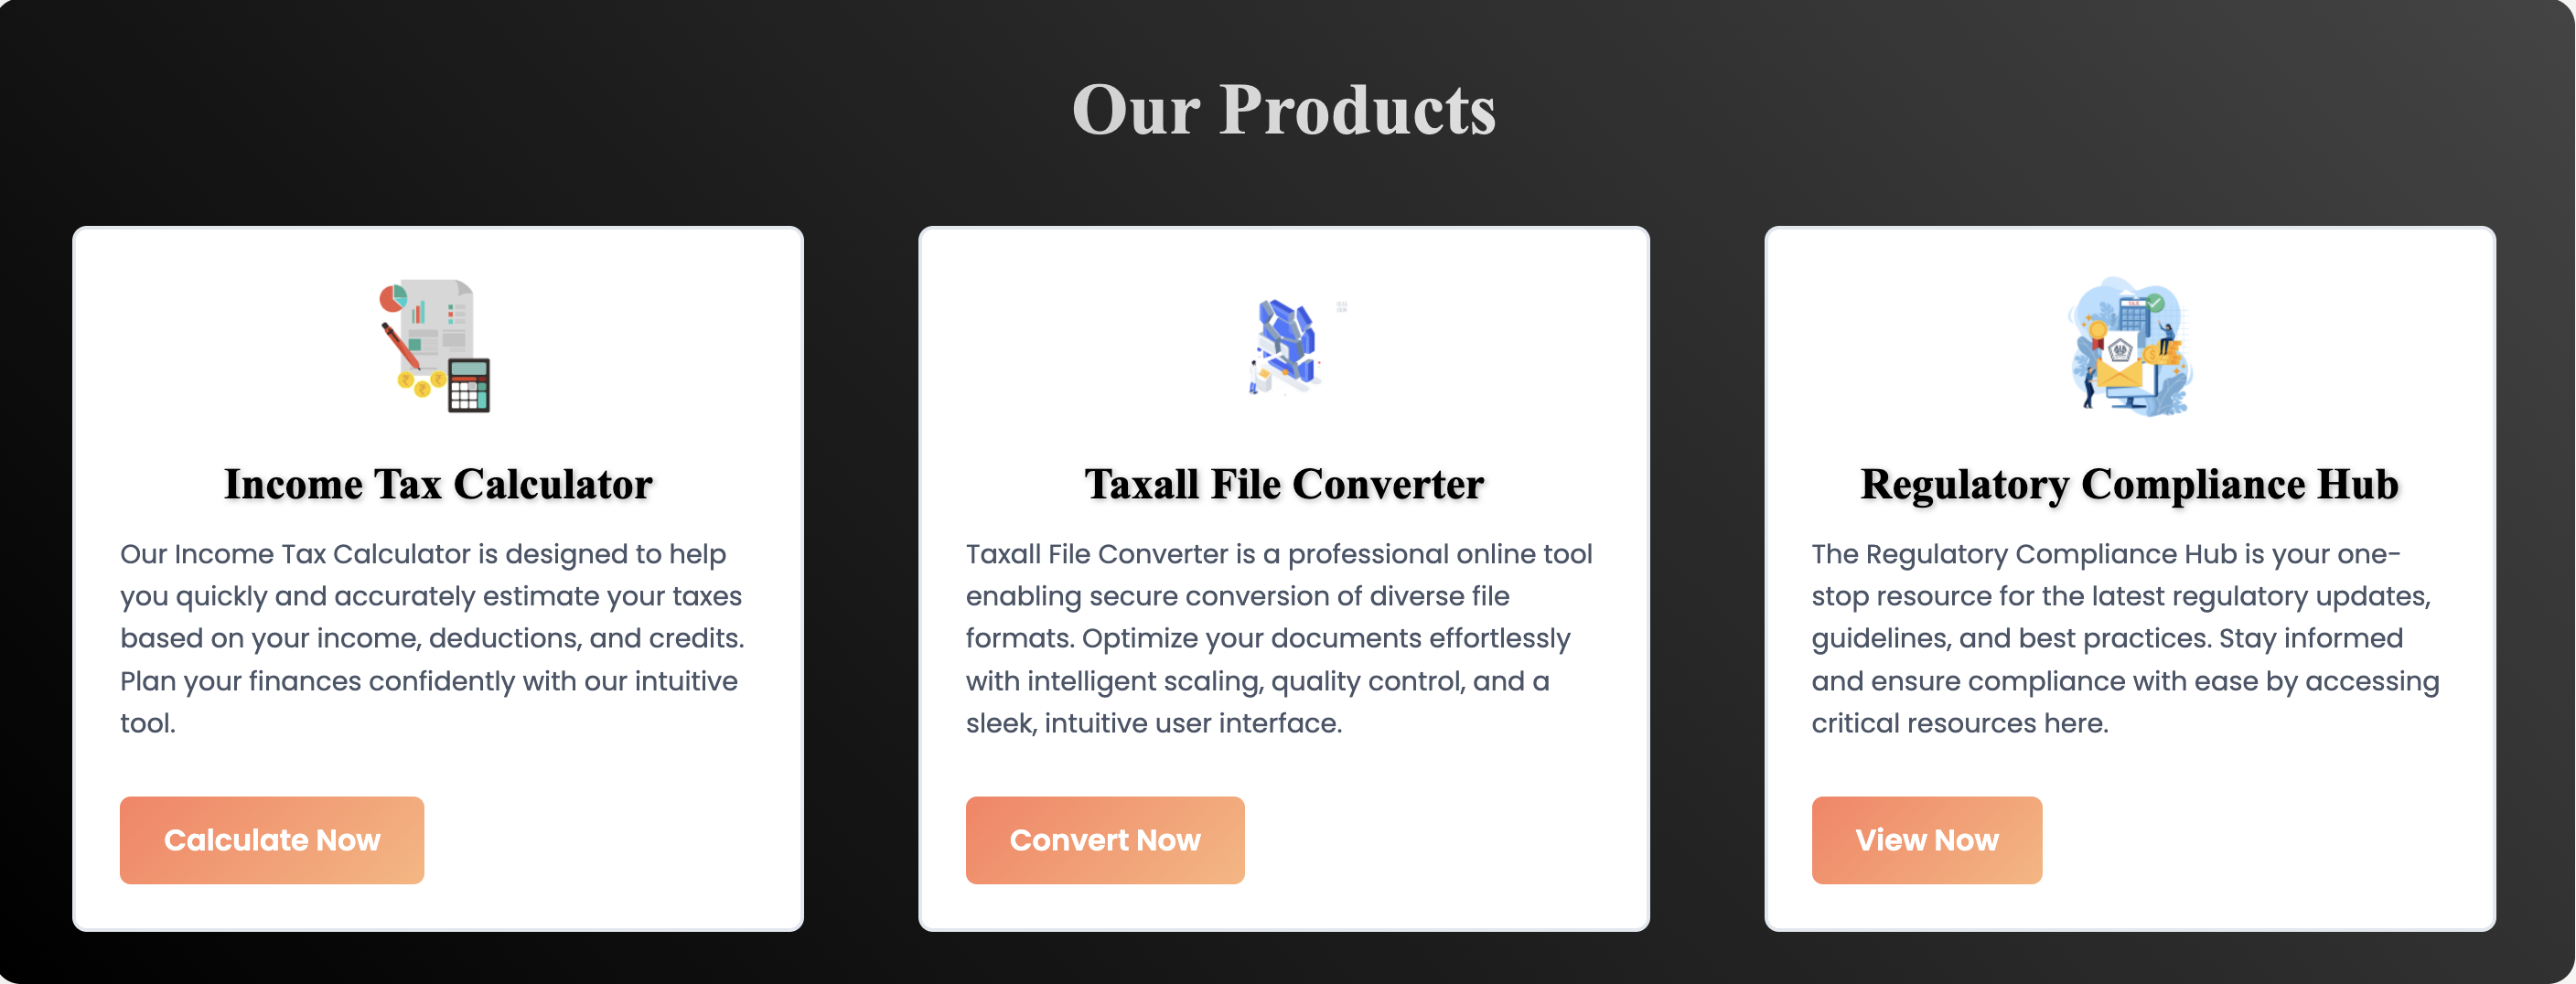 Our Products
Income Tax Calculator
Our Income Tax Calculator is designed to help
you quickly and accurately estimate your taxes
based on your income, deductions, and credits.
Plan your finances confidently with our intuitive
tool.
Calculate Now
Taxall File Converter
Taxall File Converter is a professional online tool
enabling secure conversion of diverse file
formats. Optimize your documents effortlessly
with intelligent scaling, quality control, and a
sleek, intuitive user interface.
Convert Now
TAX
Regulatory Compliance Hub
The Regulatory Compliance Hub is your one-
stop resource for the latest regulatory updates,
guidelines, and best practices. Stay informed
and ensure compliance with ease by accessing
critical resources here.
View Now